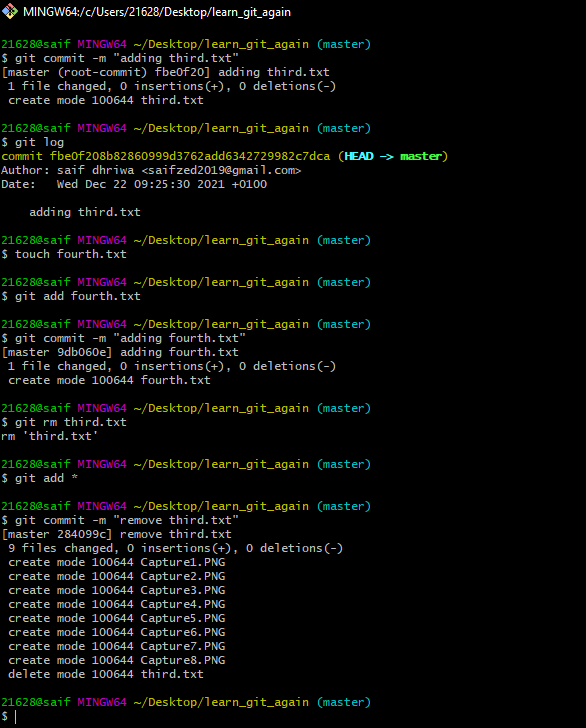 MINGW64:/c/Users/21628/Desktop/learn_git_again
21628@saif MINGW64 ~/Desktop/learn_git_again (master)
$ git commit -m "adding third.txt"
[master (root-commit) fbe0f20] adding third.txt
 1 file changed, 0 insertions(+), 0 deletions(-)
 create mode 100644 third.txt
21628@saif MINGW64 ~/Desktop/learn_git_again (master)
$ git log
commit fbe0f208b82860999d3762add6342729982c7dca (HEAD -> master)
Author: saif dhriwa <saifzed2019@gmail.com>
Date:   Wed Dec 22 09:25:30 2021 +0100
    adding third.txt
21628@saif MINGW64 ~/Desktop/learn_git_again (master)
$ touch fourth.txt
21628@saif MINGW64 ~/Desktop/learn_git_again (master)
$ git add fourth.txt
21628@saif MINGW64 ~/Desktop/learn_git_again (master)
$ git commit -m "adding fourth.txt"
[master 9db060e] adding fourth.txt
 1 file changed, 0 insertions(+), 0 deletions(-)
 create mode 100644 fourth.txt
21628@saif MINGW64 ~/Desktop/learn_git_again (master)
$ git rm third.txt
rm 'third.txt'
21628@saif MINGW64 ~/Desktop/learn_git_again (master)
$ git add *
21628@saif MINGW64 ~/Desktop/learn_git_again (master)
$ git commit -m "remove third.txt"
[master 284099c] remove third.txt
 9 files changed, 0 insertions(+), 0 deletions(-)
 create mode 100644 Capture1.PNG
 create mode 100644 Capture2.PNG
 create mode 100644 Capture3.PNG
 create mode 100644 Capture4.PNG
 create mode 100644 Capture5.PNG
 create mode 100644 Capture6.PNG
 create mode 100644 Capture7.PNG
 create mode 100644 Capture8.PNG
 delete mode 100644 third.txt
21628@saif MINGW64 ~/Desktop/learn_git_again (master)
$